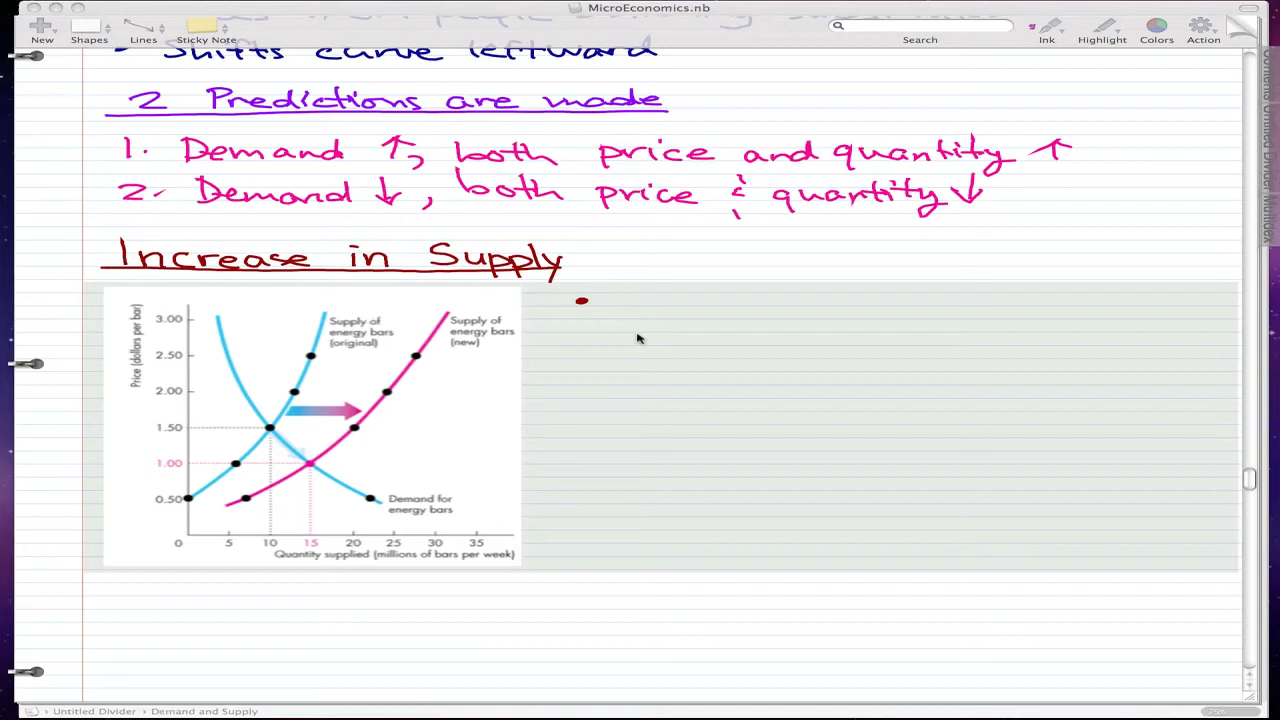 MicroEconomics.nb
New Shapes Lines Sticky Note Search Ink Highlight Colors Action
• Shifts curve leftward
2 Predictions are made
1. Demand ↑, both price and quantity ↑
2. Demand ↓, both price & quantity ↓
Increase in Supply
•
Price (dollars per bar)
3.00
2.50
2.00
1.50
1.00
0.50
Supply of
energy bars
(original)
Supply of
energy bars
(new)
Demand for
energy bars
0 5 10 15 20 25 30 35
Quantity supplied (millions of bars per week)
Untitled Divider › Demand and Supply